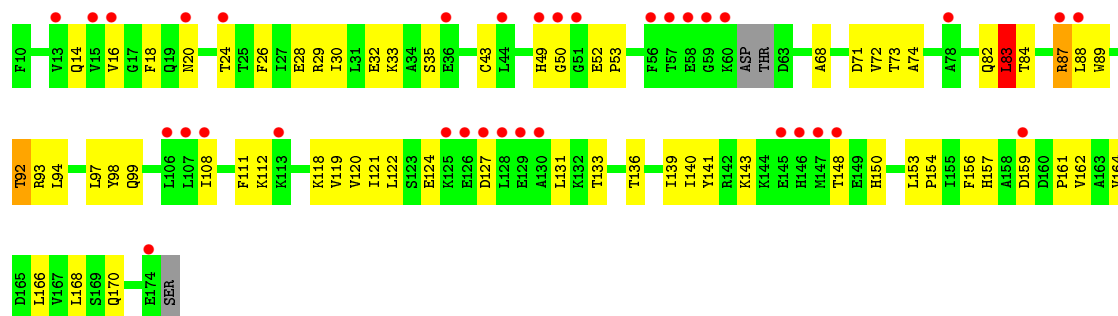 F10 V13 Q14 V15 V16 G17 F18 Q19 N20 T24 T25 F26 I27 E28 R29 I30 L31 E32 K33 A34 S35 E36 C43 L44 H49 G50 G51 E52 P53 F56 T57 E58 G59 K60 ASP THR D63 A68 D71 V72 T73 A74 A78 Q82 L83 T84 R87 L88 W89
T92 R93 L94 L97 Y98 Q99 L106 L107 I108 F111 K112 K113 K118 V119 V120 I121 L122 S123 E124 K125 E126 D127 L128 E129 A130 L131 K132 T133 T136 I139 I140 Y141 R142 K143 K144 E145 H146 M147 T148 E149 H150 L153 P154 I155 F156 H157 A158 D159 D160 P161 V162 A163 V164
D165 L166 V167 L168 S169 Q170 E174 SER